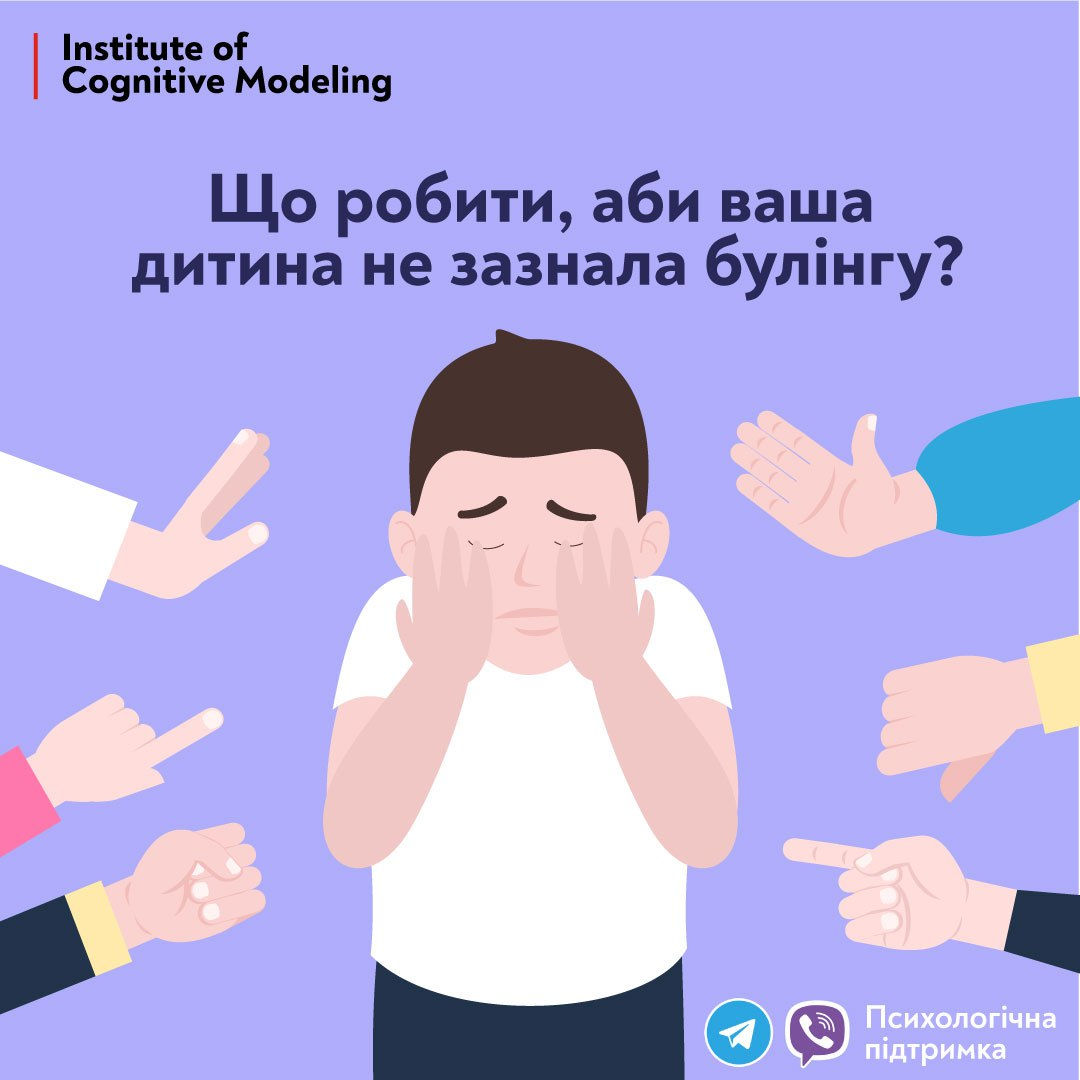 Institute of
Cognitive Modeling
Що робити, аби ваша
дитина не зазнала булінгу?
Психологічна
підтримка